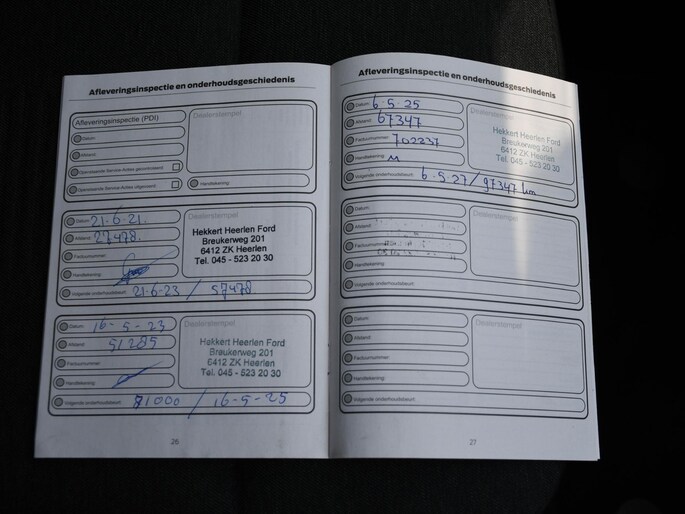 Afleveringsinspectie en onderhoudsgeschiedenis
Afleveringsinspectie (PDI)
Dealerstempel
Datum:
Afstand:
Handtekening:
Datum: 21-6-21.
Dealerstempel
Afstand: 27478.
Hekkert Heerlen Ford
Breukerweg 201
6412 ZK Heerlen
Tel. 045 - 523 20 30
Factuurnummer:
Handtekening:
Volgende onderhoudsbeurt: 21-6-23 / 57478
Datum: 16-5-23
Dealerstempel
Afstand: 51285
Hekkert Heerlen Ford
Breukerweg 201
6412 ZK Heerlen
Tel. 045 - 523 20 30
Factuurnummer:
Handtekening:
Volgende onderhoudsbeurt: 81000 / 16-5-25
26
Afleveringsinspectie en onderhoudsgeschiedenis
Datum: 6-5-25
Dealerstempel
Afstand: 67347
Hekkert Heerlen Ford
Breukerweg 201
6412 ZK Heerlen
Tel. 045 - 523 20 30
Factuurnummer: 702237
Handtekening:
Volgende onderhoudsbeurt: 6-5-27 / 97347 km
Datum:
Dealerstempel
Afstand:
Factuurnummer:
Handtekening:
Volgende onderhoudsbeurt:
Datum:
Dealerstempel
Afstand:
Factuurnummer:
Handtekening:
Volgende onderhoudsbeurt:
27